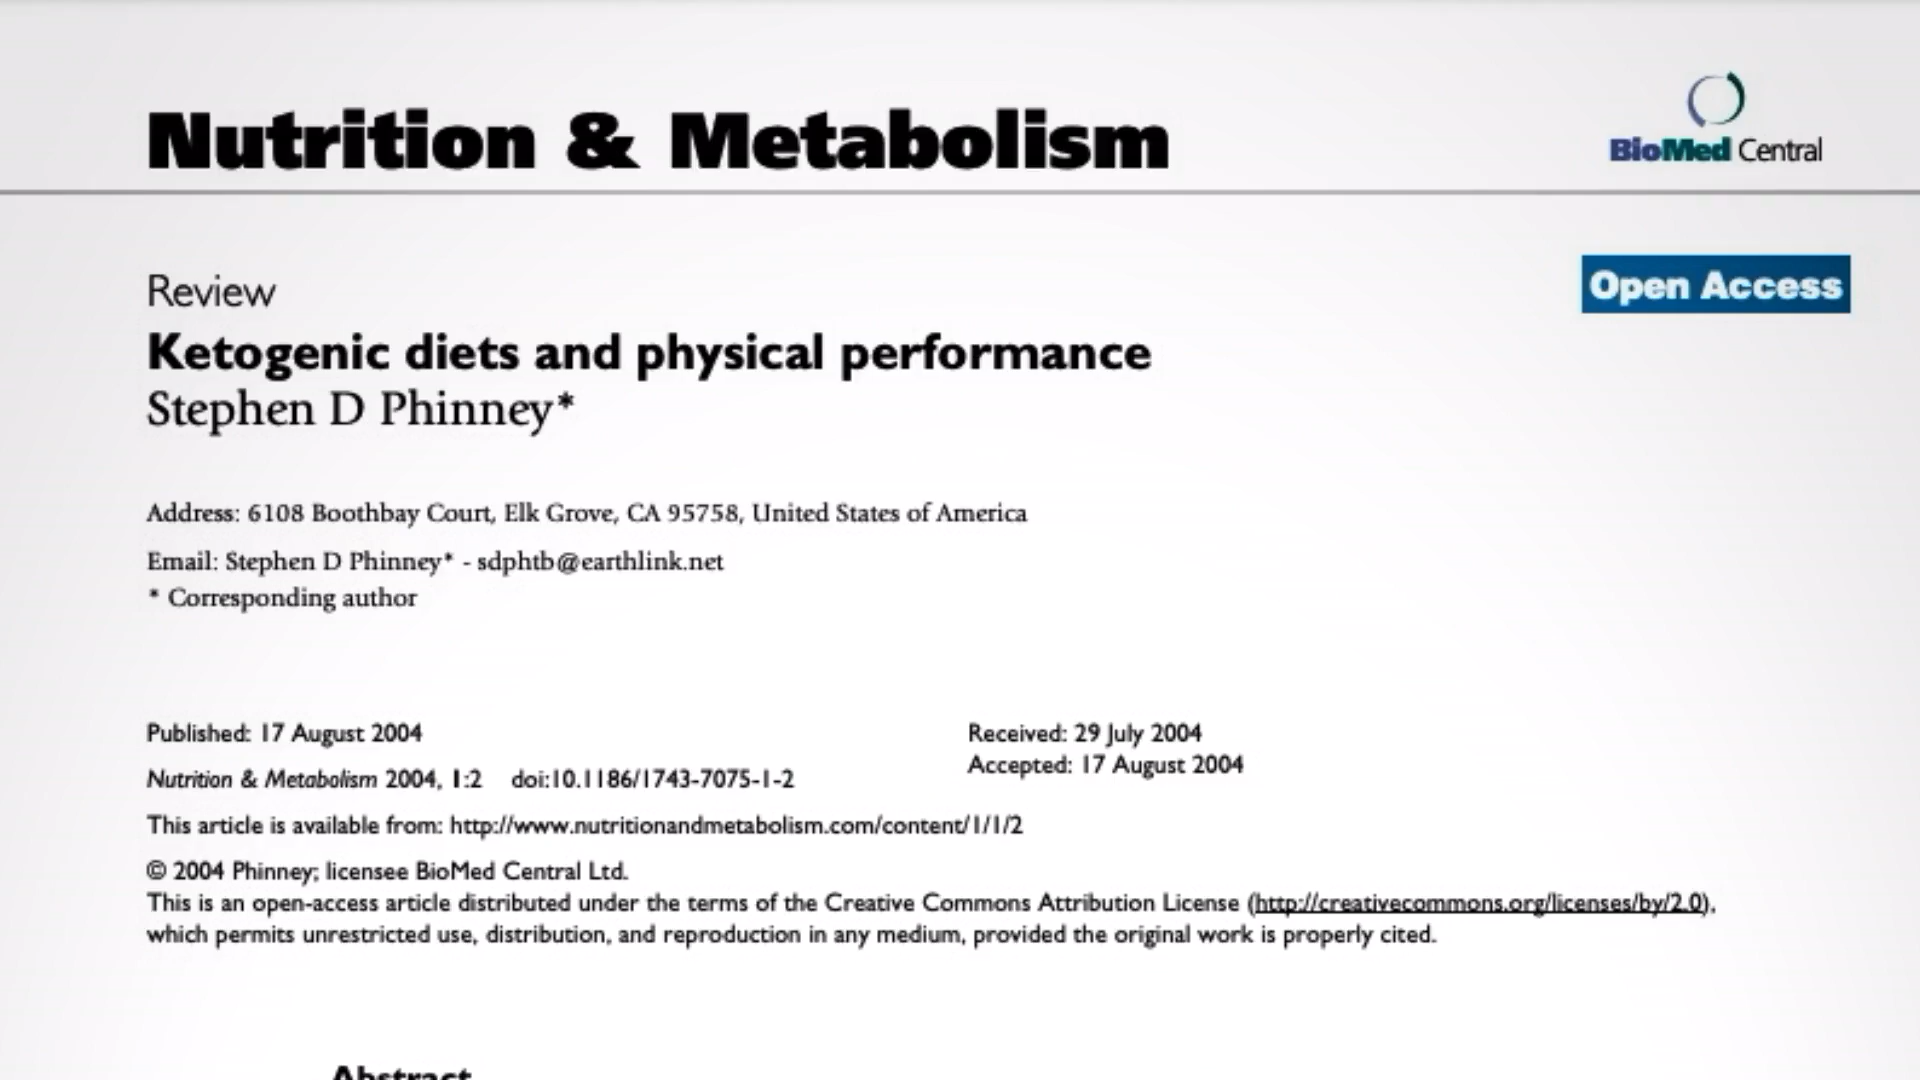 Nutrition & Metabolism
BioMed Central
Review
Open Access
Ketogenic diets and physical performance
Stephen D Phinney*
Address: 6108 Boothbay Court, Elk Grove, CA 95758, United States of America
Email: Stephen D Phinney* - sdphtb@earthlink.net
* Corresponding author
Published: 17 August 2004
Received: 29 July 2004
Accepted: 17 August 2004
Nutrition & Metabolism 2004, 1:2 doi:10.1186/1743-7075-1-2
This article is available from: http://www.nutritionandmetabolism.com/content/1/1/2
© 2004 Phinney; licensee BioMed Central Ltd.
This is an open-access article distributed under the terms of the Creative Commons Attribution License (http://creativecommons.org/licenses/by/2.0),
which permits unrestricted use, distribution, and reproduction in any medium, provided the original work is properly cited.
Abstract